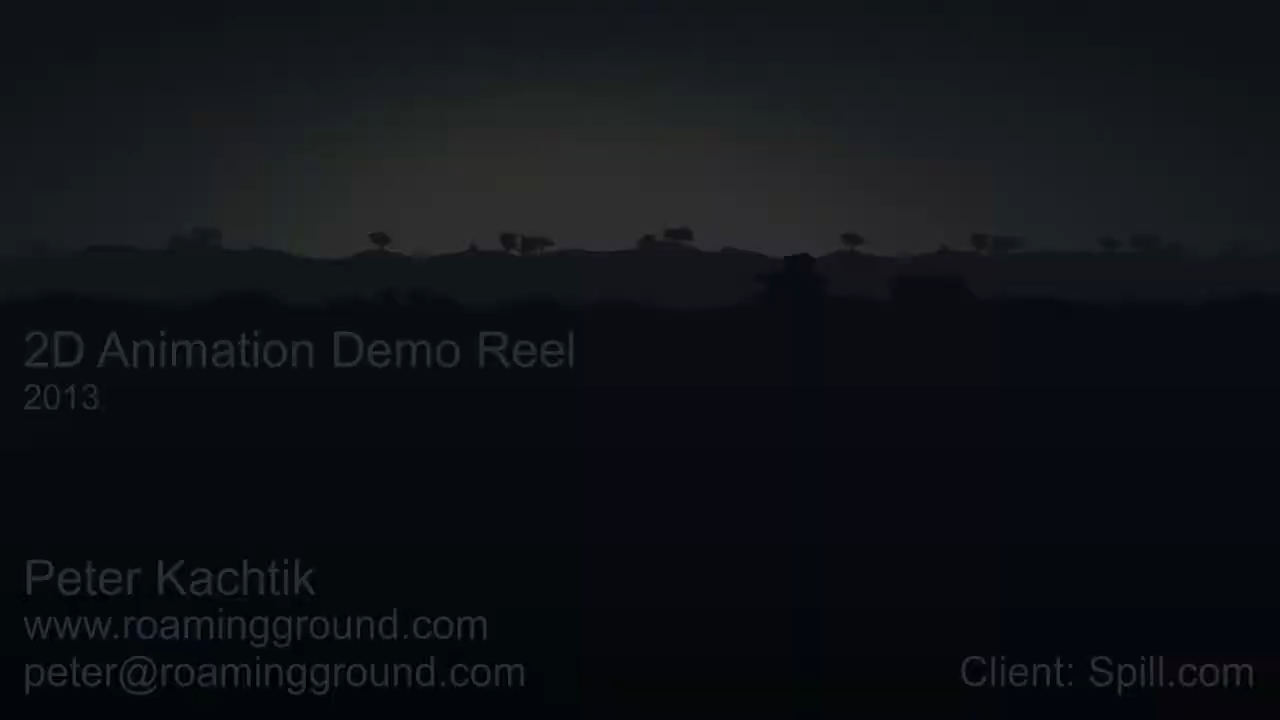 2D Animation Demo Reel
2013
Peter Kachtik
www.roamingground.com
peter@roamingground.com
Client: Spill.com